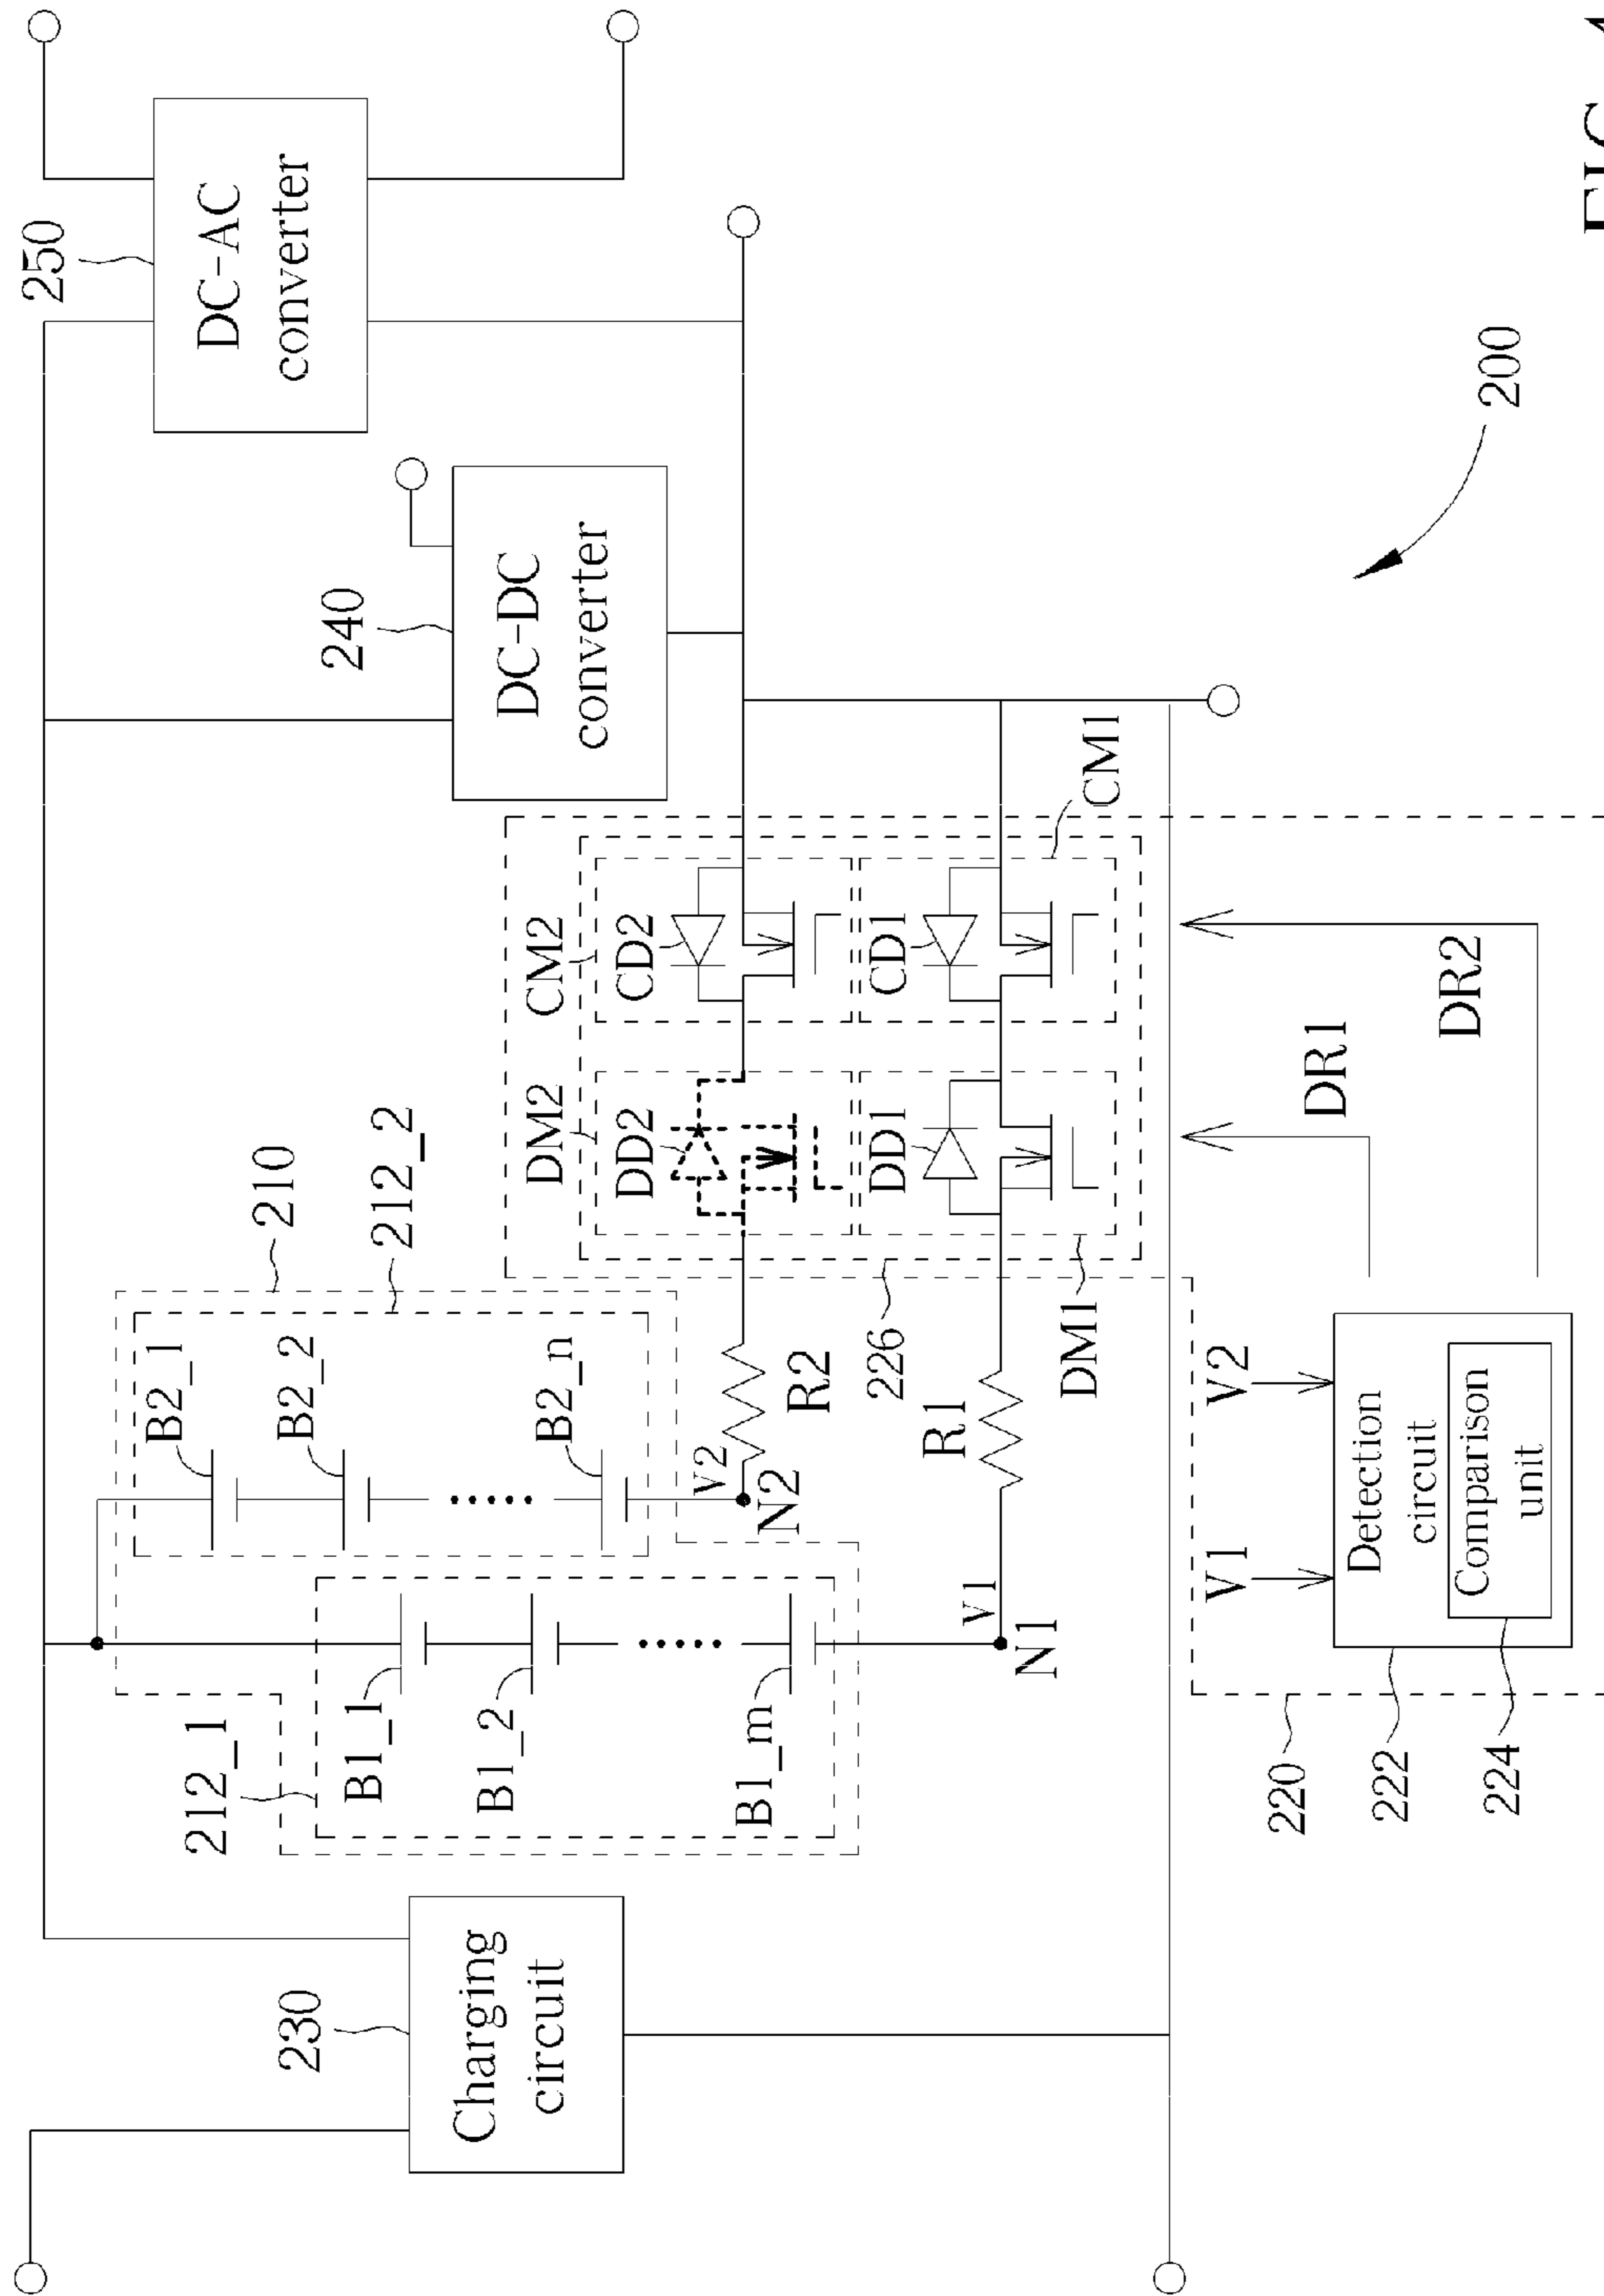 230
Charging
circuit
212_1
B1_1
B1_2
B1_m
210
212_2
B2_1
B2_2
B2_n
V2
N2
R2
V1
N1
R1
DM2
DD2
CM2
CD2
DD1
CD1
226
DM1
CM1
240
DC-DC
converter
250
DC-AC
converter
220
222
224
V1
V2
Detection
circuit
Comparison
unit
DR1
DR2
200